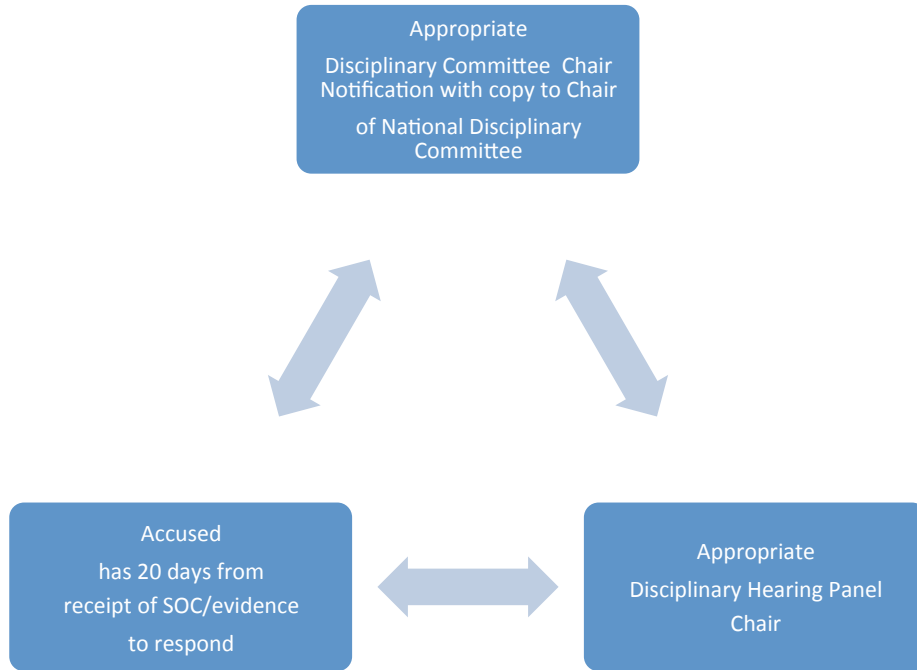 Appropriate
Disciplinary Committee  Chair
Notification with copy to Chair
of National Disciplinary
Committee
Accused
has 20 days from
receipt of SOC/evidence
to respond
Appropriate
Disciplinary Hearing Panel
Chair